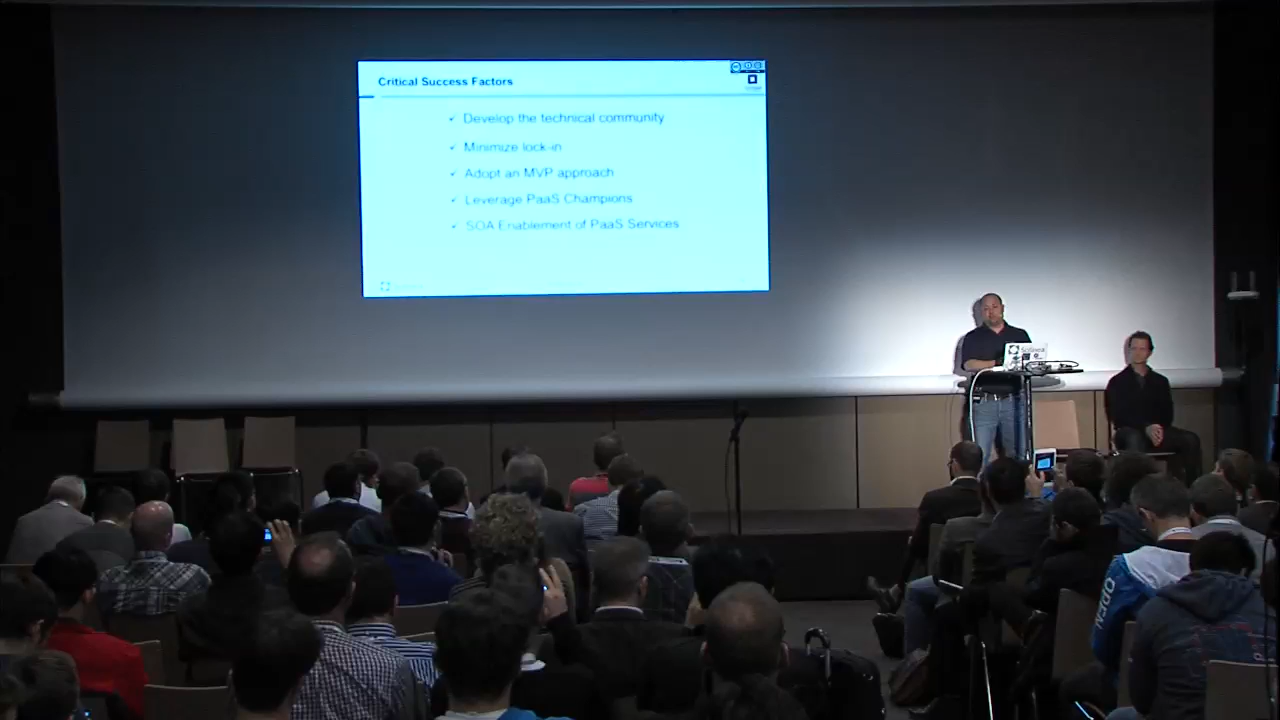 Critical Success Factors
✓ Develop the technical community
✓ Minimize lock-in
✓ Adopt an MVP approach
✓ Leverage PaaS Champions
✓ SOA Enablement of PaaS Services
OPEN